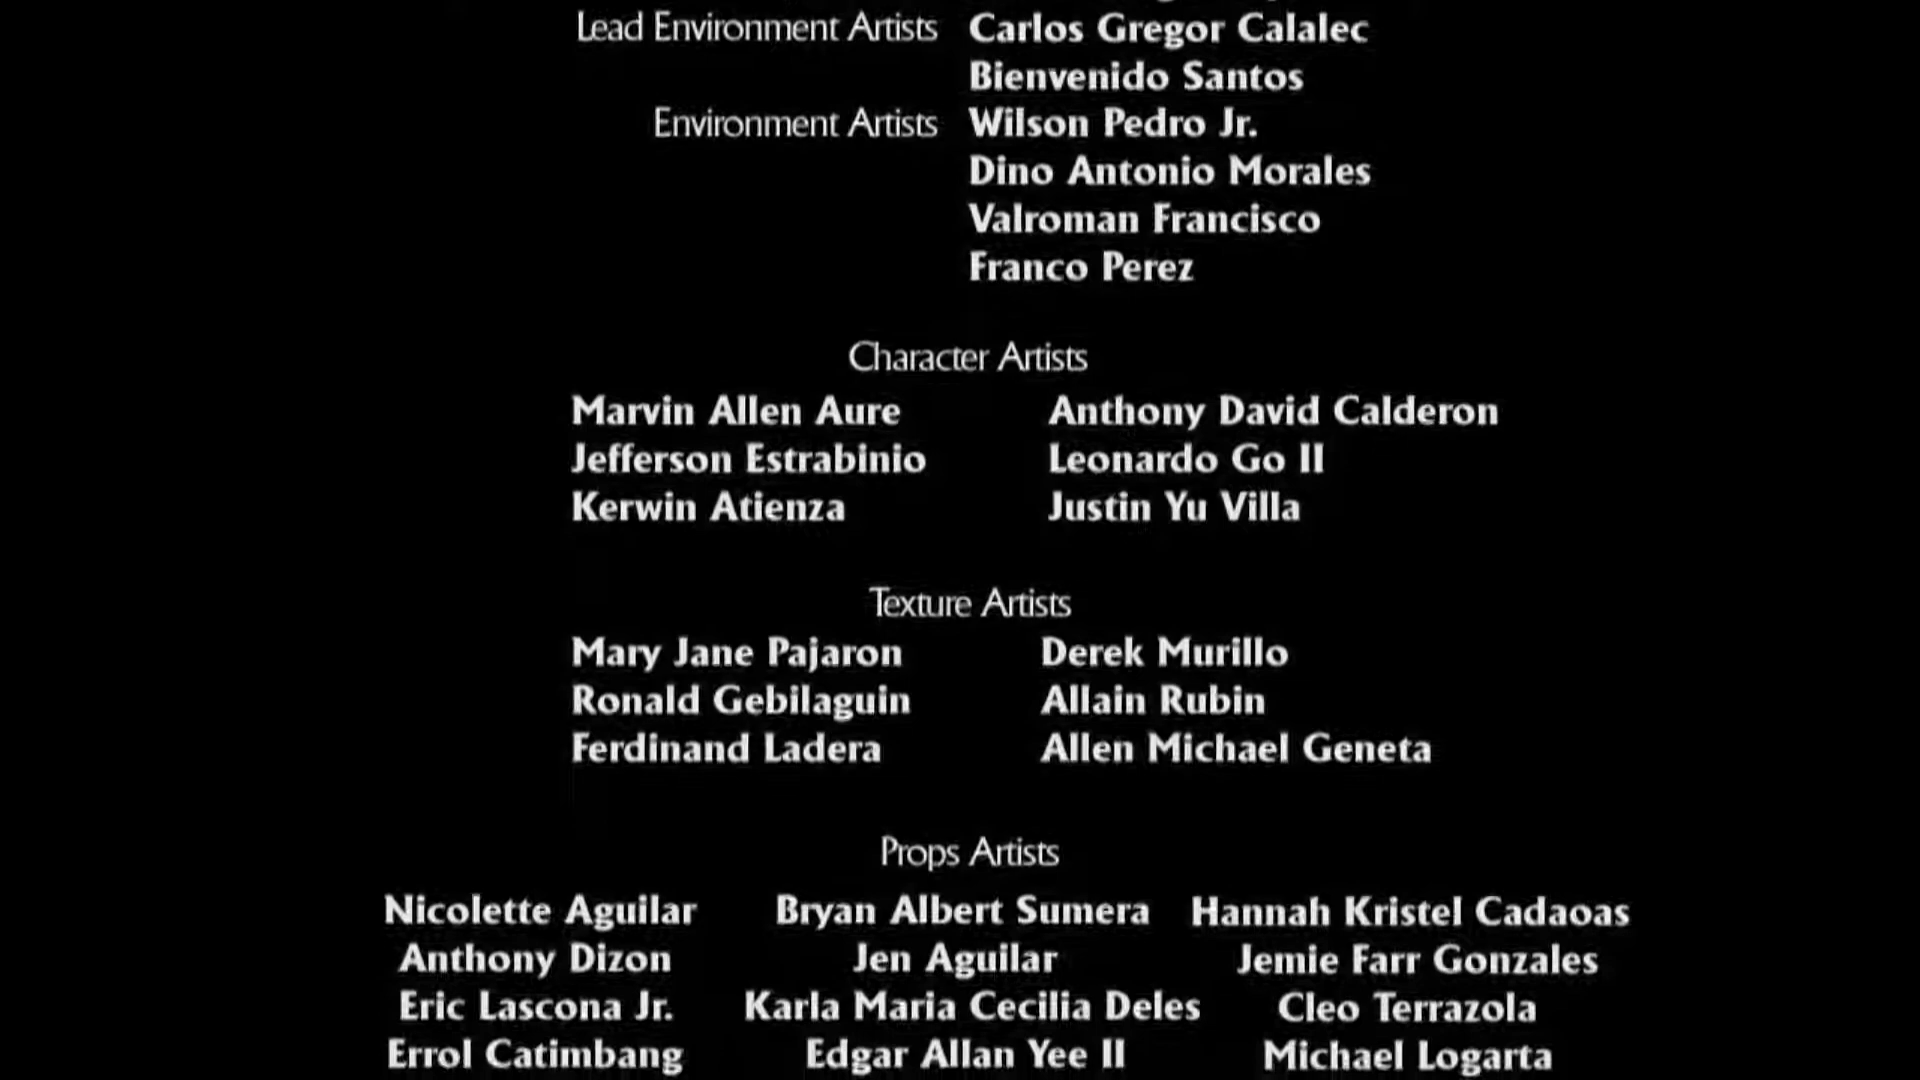 Lead Environment Artists Carlos Gregor Calalec
Bienvenido Santos
Environment Artists Wilson Pedro Jr.
Dino Antonio Morales
Valroman Francisco
Franco Perez
Character Artists
Marvin Allen Aure Anthony David Calderon
Jefferson Estrabinio Leonardo Go II
Kerwin Atienza Justin Yu Villa
Texture Artists
Mary Jane Pajaron Derek Murillo
Ronald Gebilaguin Allain Rubin
Ferdinand Ladera Allen Michael Geneta
Props Artists
Nicolette Aguilar Bryan Albert Sumera Hannah Kristel Cadaoas
Anthony Dizon Jen Aguilar Jemie Farr Gonzales
Eric Lascona Jr. Karla Maria Cecilia Deles Cleo Terrazola
Errol Catimbang Edgar Allan Yee II Michael Logarta